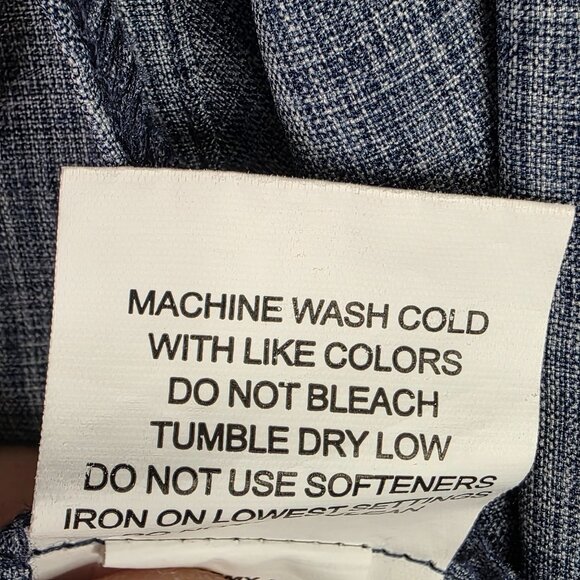 MACHINE WASH COLD
WITH LIKE COLORS
DO NOT BLEACH
TUMBLE DRY LOW
DO NOT USE SOFTENERS
IRON ON LOWEST SETTINGS
MY